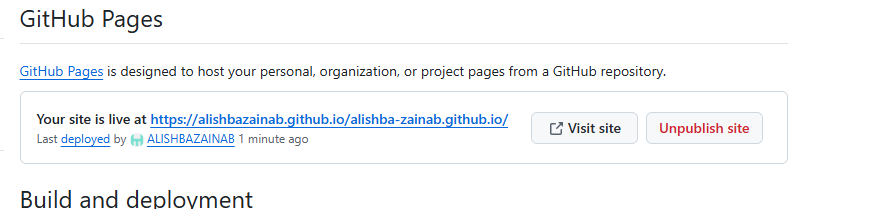 GitHub Pages
GitHub Pages is designed to host your personal, organization, or project pages from a GitHub repository.
Your site is live at https://alishbazainab.github.io/alishba-zainab.github.io/
Last deployed by ALISHBAZAINAB 1 minute ago
Visit site
Unpublish site
Build and deployment